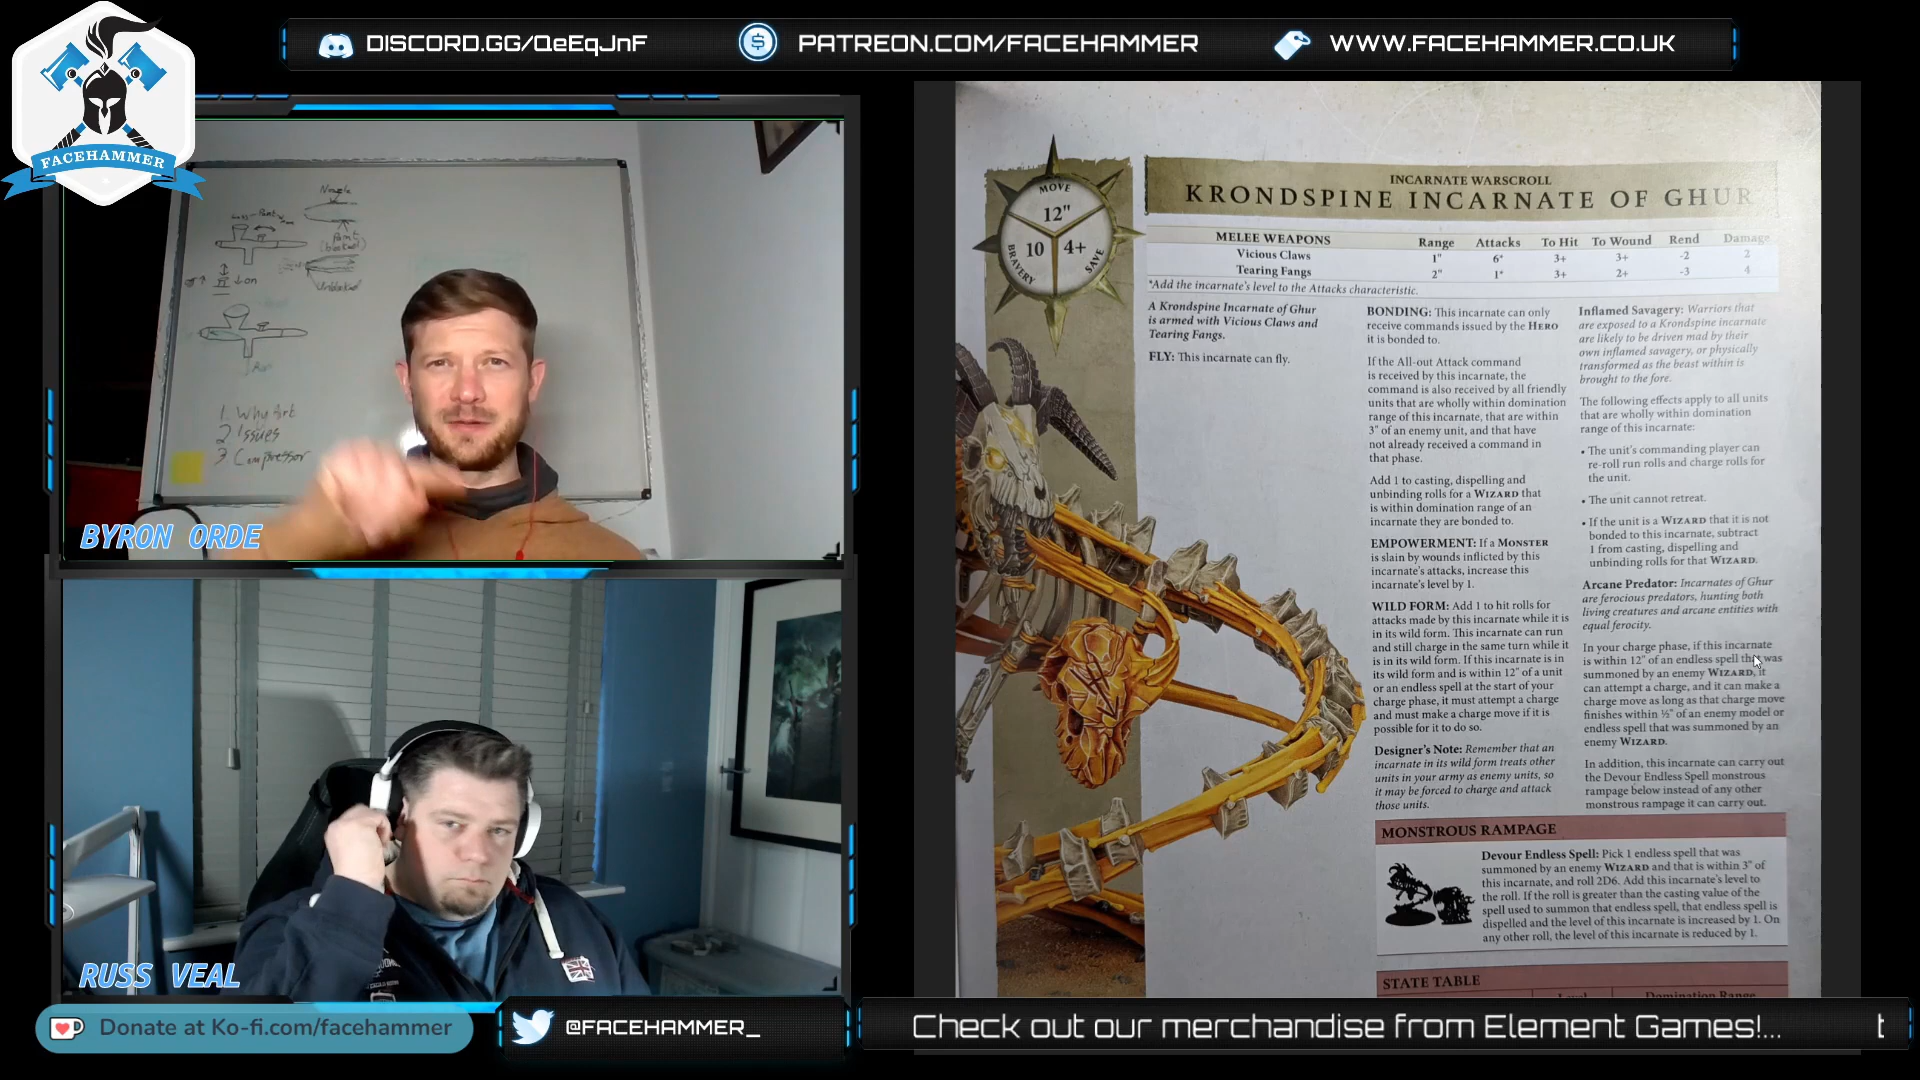 DISCORD.GG/QeEqJnF
PATREON.COM/FACEHAMMER
WWW.FACEHAMMER.CO.UK
FACEHAMMER
Nozzle
1. Why Art
2 Issues
3 Compressor
BYRON ORDE
RUSS VEAL
INCARNATE WARSCROLL
KRONDSPINE INCARNATE OF GHUR
MOVE
12"
10
4+
BRAVERY
SAVE
MELEE WEAPONS Range Attacks To Hit To Wound Rend Damage
Vicious Claws 1" 6* 3+ 3+ -2 2
Tearing Fangs 2" 1* 3+ 2+ -3 4
*Add the incarnate's level to the Attacks characteristic.
A Krondspine Incarnate of Ghur
is armed with Vicious Claws and
Tearing Fangs.
FLY: This incarnate can fly.
BONDING: This incarnate can only
receive commands issued by the HERO
it is bonded to.
If the All-out Attack command
is received by this incarnate, the
command is also received by all friendly
units that are wholly within domination
range of this incarnate, that are within
3" of an enemy unit, and that have
not already received a command in
that phase.
Add 1 to casting, dispelling and
unbinding rolls for a WIZARD that
is within domination range of an
incarnate they are bonded to.
EMPOWERMENT: If a MONSTER
is slain by wounds inflicted by this
incarnate's attacks, increase this
incarnate's level by 1.
WILD FORM: Add 1 to hit rolls for
attacks made by this incarnate while it is
in its wild form. This incarnate can run
and still charge in the same turn while it
is in its wild form. If this incarnate is in
its wild form and is within 12" of a unit
or an endless spell at the start of your
charge phase, it must attempt a charge
and must make a charge move if it is
possible for it to do so.
Designer's Note: Remember that an
incarnate in its wild form treats other
units in your army as enemy units, so
it may be forced to charge and attack
those units.
Inflamed Savagery: Warriors that
are exposed to a Krondspine incarnate
are likely to be driven mad by their
own inflamed savagery, or physically
transformed as the beast within is
brought to the fore.
The following effects apply to all units
that are wholly within domination
range of this incarnate:
• The unit's commanding player can
re-roll run rolls and charge rolls for
the unit.
• The unit cannot retreat.
• If the unit is a WIZARD that it is not
bonded to this incarnate, subtract
1 from casting, dispelling and
unbinding rolls for that WIZARD.
Arcane Predator: Incarnates of Ghur
are ferocious predators, hunting both
living creatures and arcane entities with
equal ferocity.
In your charge phase, if this incarnate
is within 12" of an endless spell that was
summoned by an enemy WIZARD, it
can attempt a charge, and it can make a
charge move as long as that charge move
finishes within ½" of an enemy model or
endless spell that was summoned by an
enemy WIZARD.
In addition, this incarnate can carry out
the Devour Endless Spell monstrous
rampage below instead of any other
monstrous rampage it can carry out.
MONSTROUS RAMPAGE
Devour Endless Spell: Pick 1 endless spell that was
summoned by an enemy WIZARD and that is within 3" of
this incarnate, and roll 2D6. Add this incarnate's level to
the roll. If the roll is greater than the casting value of the
spell used to summon that endless spell, that endless spell is
dispelled and the level of this incarnate is increased by 1. On
any other roll, the level of this incarnate is reduced by 1.
STATE TABLE
Level Domination Range
Donate at Ko-fi.com/facehammer
@FACEHAMMER_
Check out our merchandise from Element Games!... t